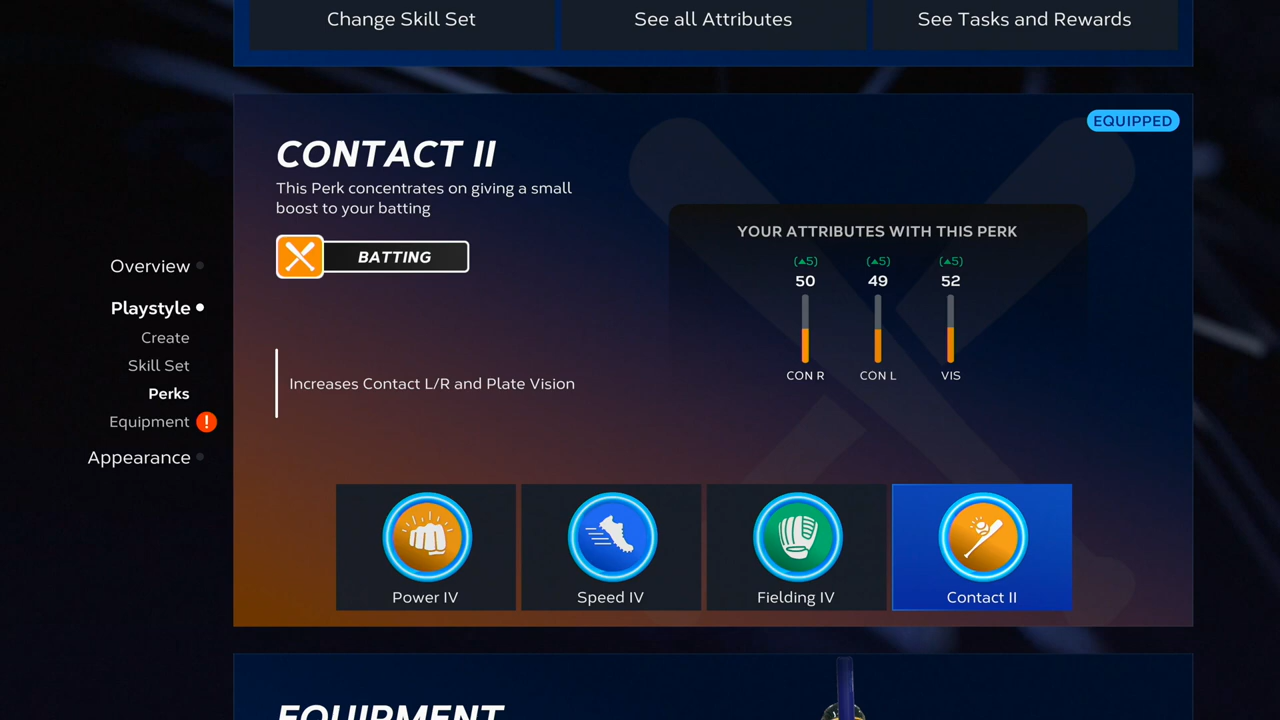 Change Skill Set
See all Attributes
See Tasks and Rewards
EQUIPPED
CONTACT II
This Perk concentrates on giving a small
boost to your batting
BATTING
Increases Contact L/R and Plate Vision
YOUR ATTRIBUTES WITH THIS PERK
(▲5) (▲5) (▲5)
50 49 52
CON R CON L VIS
Overview
Playstyle
Create
Skill Set
Perks
Equipment !
Appearance
Power IV
Speed IV
Fielding IV
Contact II
EQUIPMENT